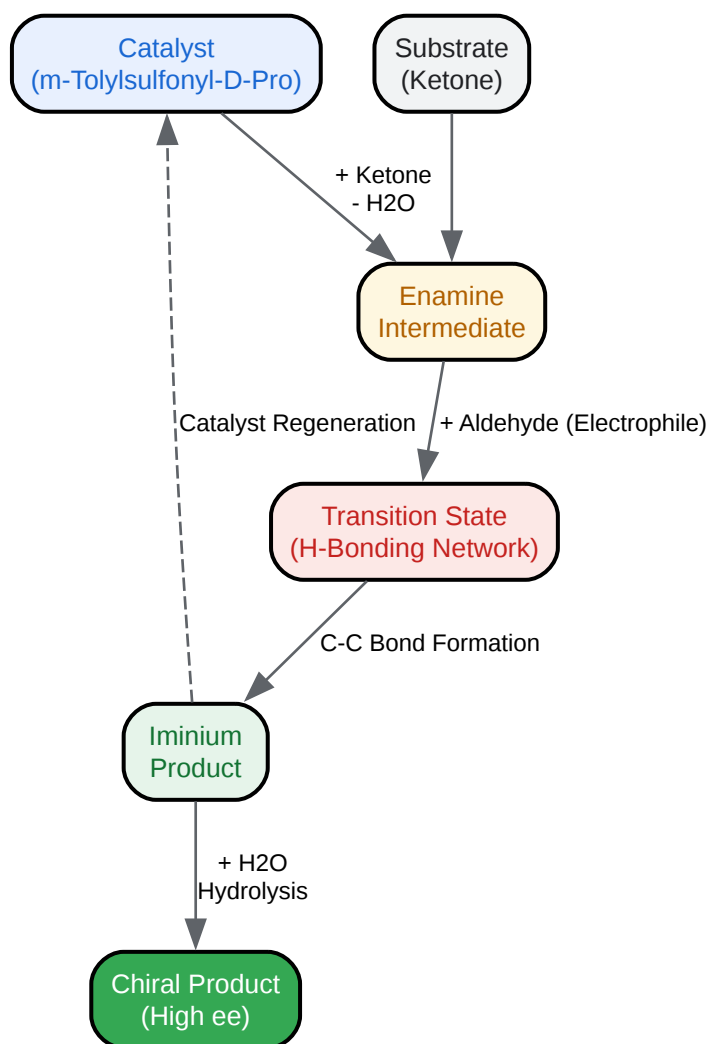 Catalyst
(m-Tolylsulfonyl-D-Pro)
Substrate
(Ketone)
+ Ketone
- H2O
Enamine
Intermediate
Catalyst Regeneration
+ Aldehyde (Electrophile)
Transition State
(H-Bonding Network)
C-C Bond Formation
Iminium
Product
+ H2O
Hydrolysis
Chiral Product
(High ee)